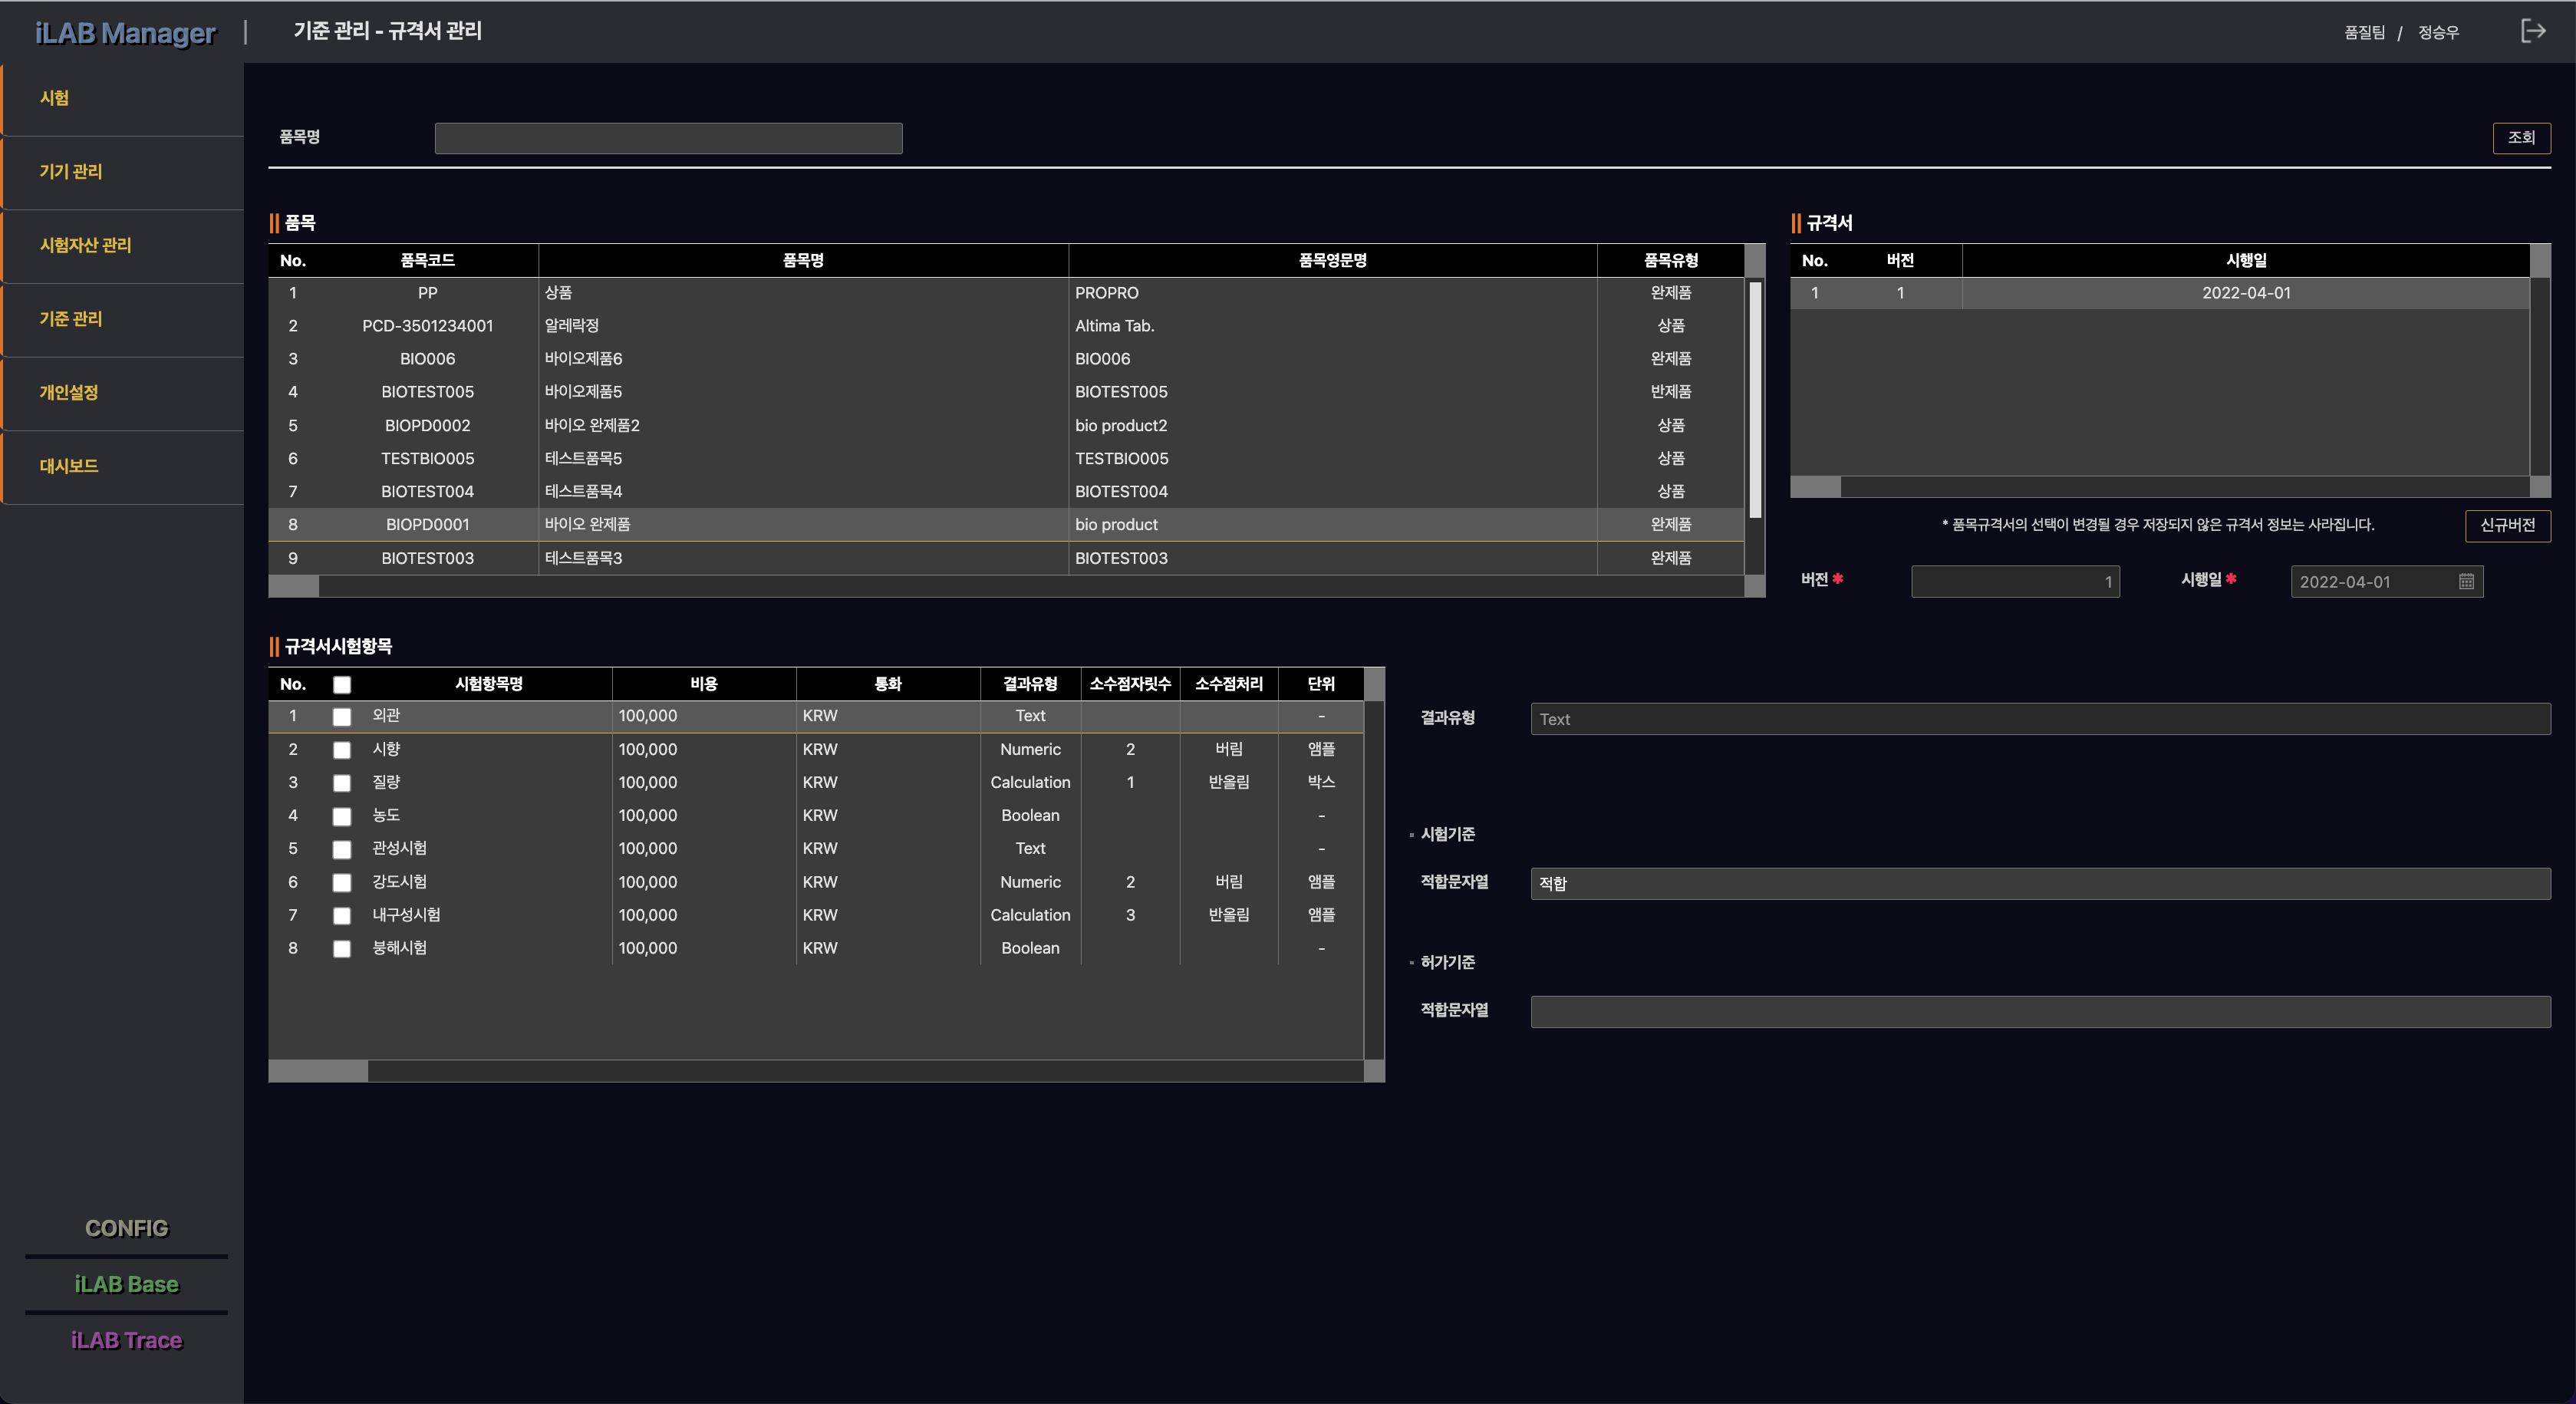 iLAB Manager | 기준 관리 - 규격서 관리 품질팀 / 정승우
시험
기기 관리
시험자산 관리
기준 관리
개인설정
대시보드
CONFIG
iLAB Base
iLAB Trace
품목명 조회
품목
No. 품목코드 품목명 품목영문명 품목유형
1 PP 상품 PROPRO 완제품
2 PCD-3501234001 알레락정 Altima Tab. 상품
3 BIO006 바이오제품6 BIO006 완제품
4 BIOTEST005 바이오제품5 BIOTEST005 반제품
5 BIOPD0002 바이오 완제품2 bio product2 상품
6 TESTBIO005 테스트품목5 TESTBIO005 상품
7 BIOTEST004 테스트품목4 BIOTEST004 상품
8 BIOPD0001 바이오 완제품 bio product 완제품
9 BIOTEST003 테스트품목3 BIOTEST003 완제품
규격서
No. 버전 시행일
1 1 2022-04-01
* 품목규격서의 선택이 변경될 경우 저장되지 않은 규격서 정보는 사라집니다. 신규버전
버전 * 1 시행일 * 2022-04-01
규격서시험항목
No. 시험항목명 비용 통화 결과유형 소수점자릿수 소수점처리 단위
1 외관 100,000 KRW Text -
2 시향 100,000 KRW Numeric 2 버림 앰플
3 질량 100,000 KRW Calculation 1 반올림 박스
4 농도 100,000 KRW Boolean -
5 관성시험 100,000 KRW Text -
6 강도시험 100,000 KRW Numeric 2 버림 앰플
7 내구성시험 100,000 KRW Calculation 3 반올림 앰플
8 붕해시험 100,000 KRW Boolean -
결과유형 Text
시험기준
적합문자열 적합
허가기준
적합문자열